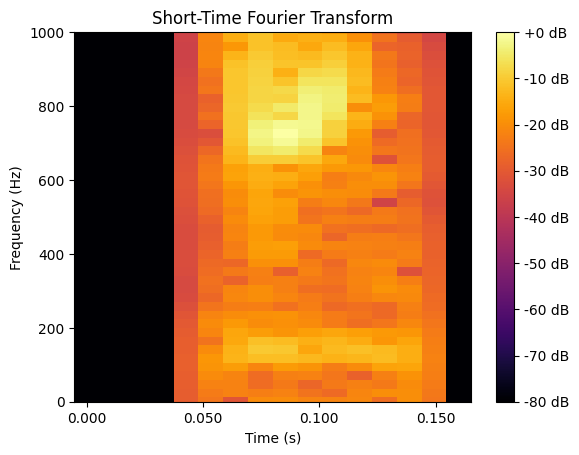 Short-Time Fourier Transform
1000
800
600
400
200
0
Frequency (Hz)
0.000
0.050
0.100
0.150
Time (s)
+0 dB
-10 dB
-20 dB
-30 dB
-40 dB
-50 dB
-60 dB
-70 dB
-80 dB